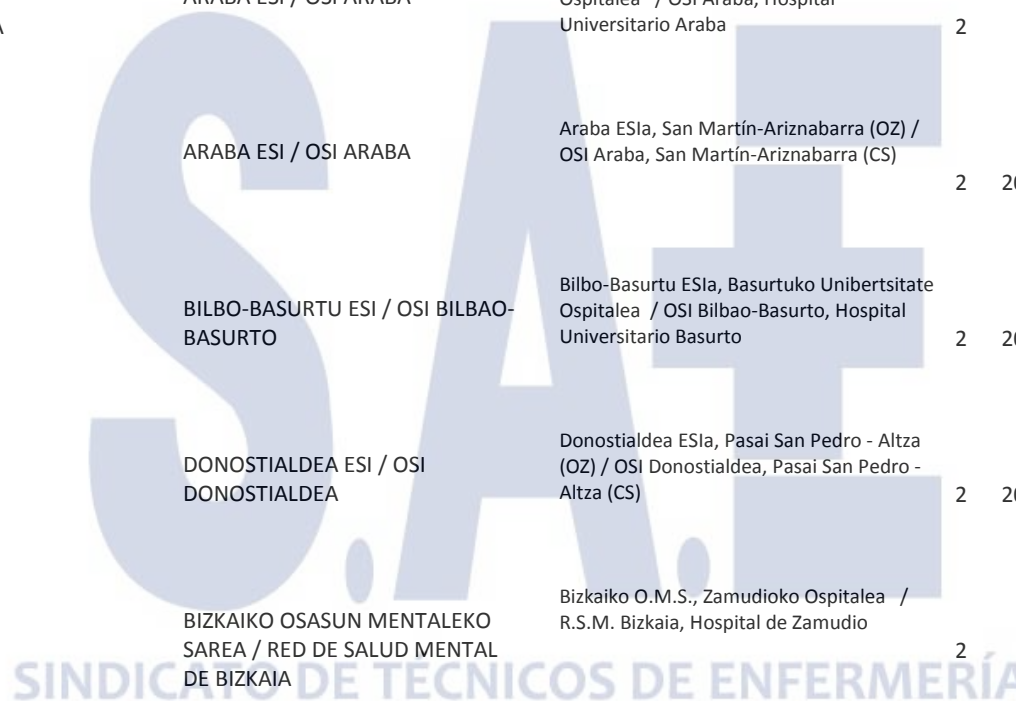 ARABA ESI / OSI ARABA
Ospitalea / OSI Araba, Hospital
Universitario Araba
2
A
ARABA ESI / OSI ARABA
Araba ESIa, San Martín-Ariznabarra (OZ) /
OSI Araba, San Martín-Ariznabarra (CS)
2
BILBO-BASURTU ESI / OSI BILBAO-
BASURTO
Bilbo-Basurtu ESIa, Basurtuko Unibertsitate
Ospitalea / OSI Bilbao-Basurto, Hospital
Universitario Basurto
2
DONOSTIALDEA ESI / OSI
DONOSTIALDEA
Donostialdea ESIa, Pasai San Pedro - Altza
(OZ) / OSI Donostialdea, Pasai San Pedro -
Altza (CS)
2
BIZKAIKO OSASUN MENTALEKO
SAREA / RED DE SALUD MENTAL
DE BIZKAIA
Bizkaiko O.M.S., Zamudioko Ospitalea /
R.S.M. Bizkaia, Hospital de Zamudio
2
S.A.E
SINDICATO DE TÉCNICOS DE ENFERMERÍA